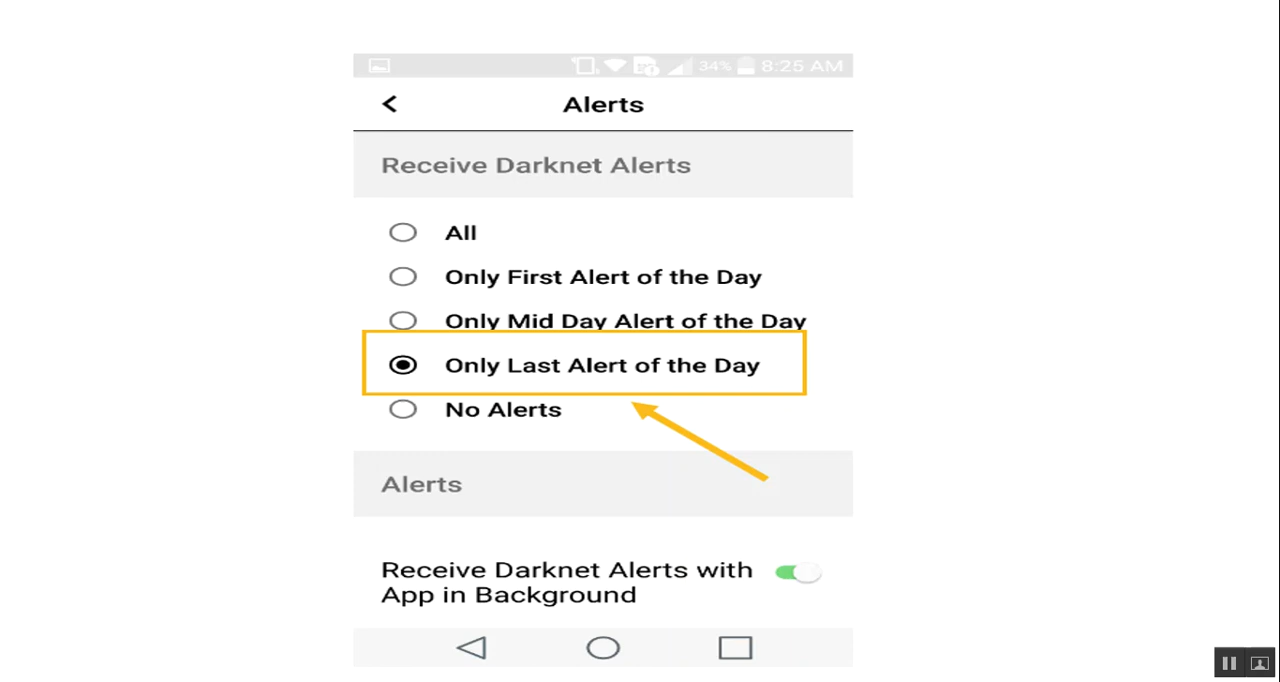 34% 8:25 AM
Alerts
Receive Darknet Alerts
All
Only First Alert of the Day
Only Mid Day Alert of the Day
Only Last Alert of the Day
No Alerts
Alerts
Receive Darknet Alerts with
App in Background